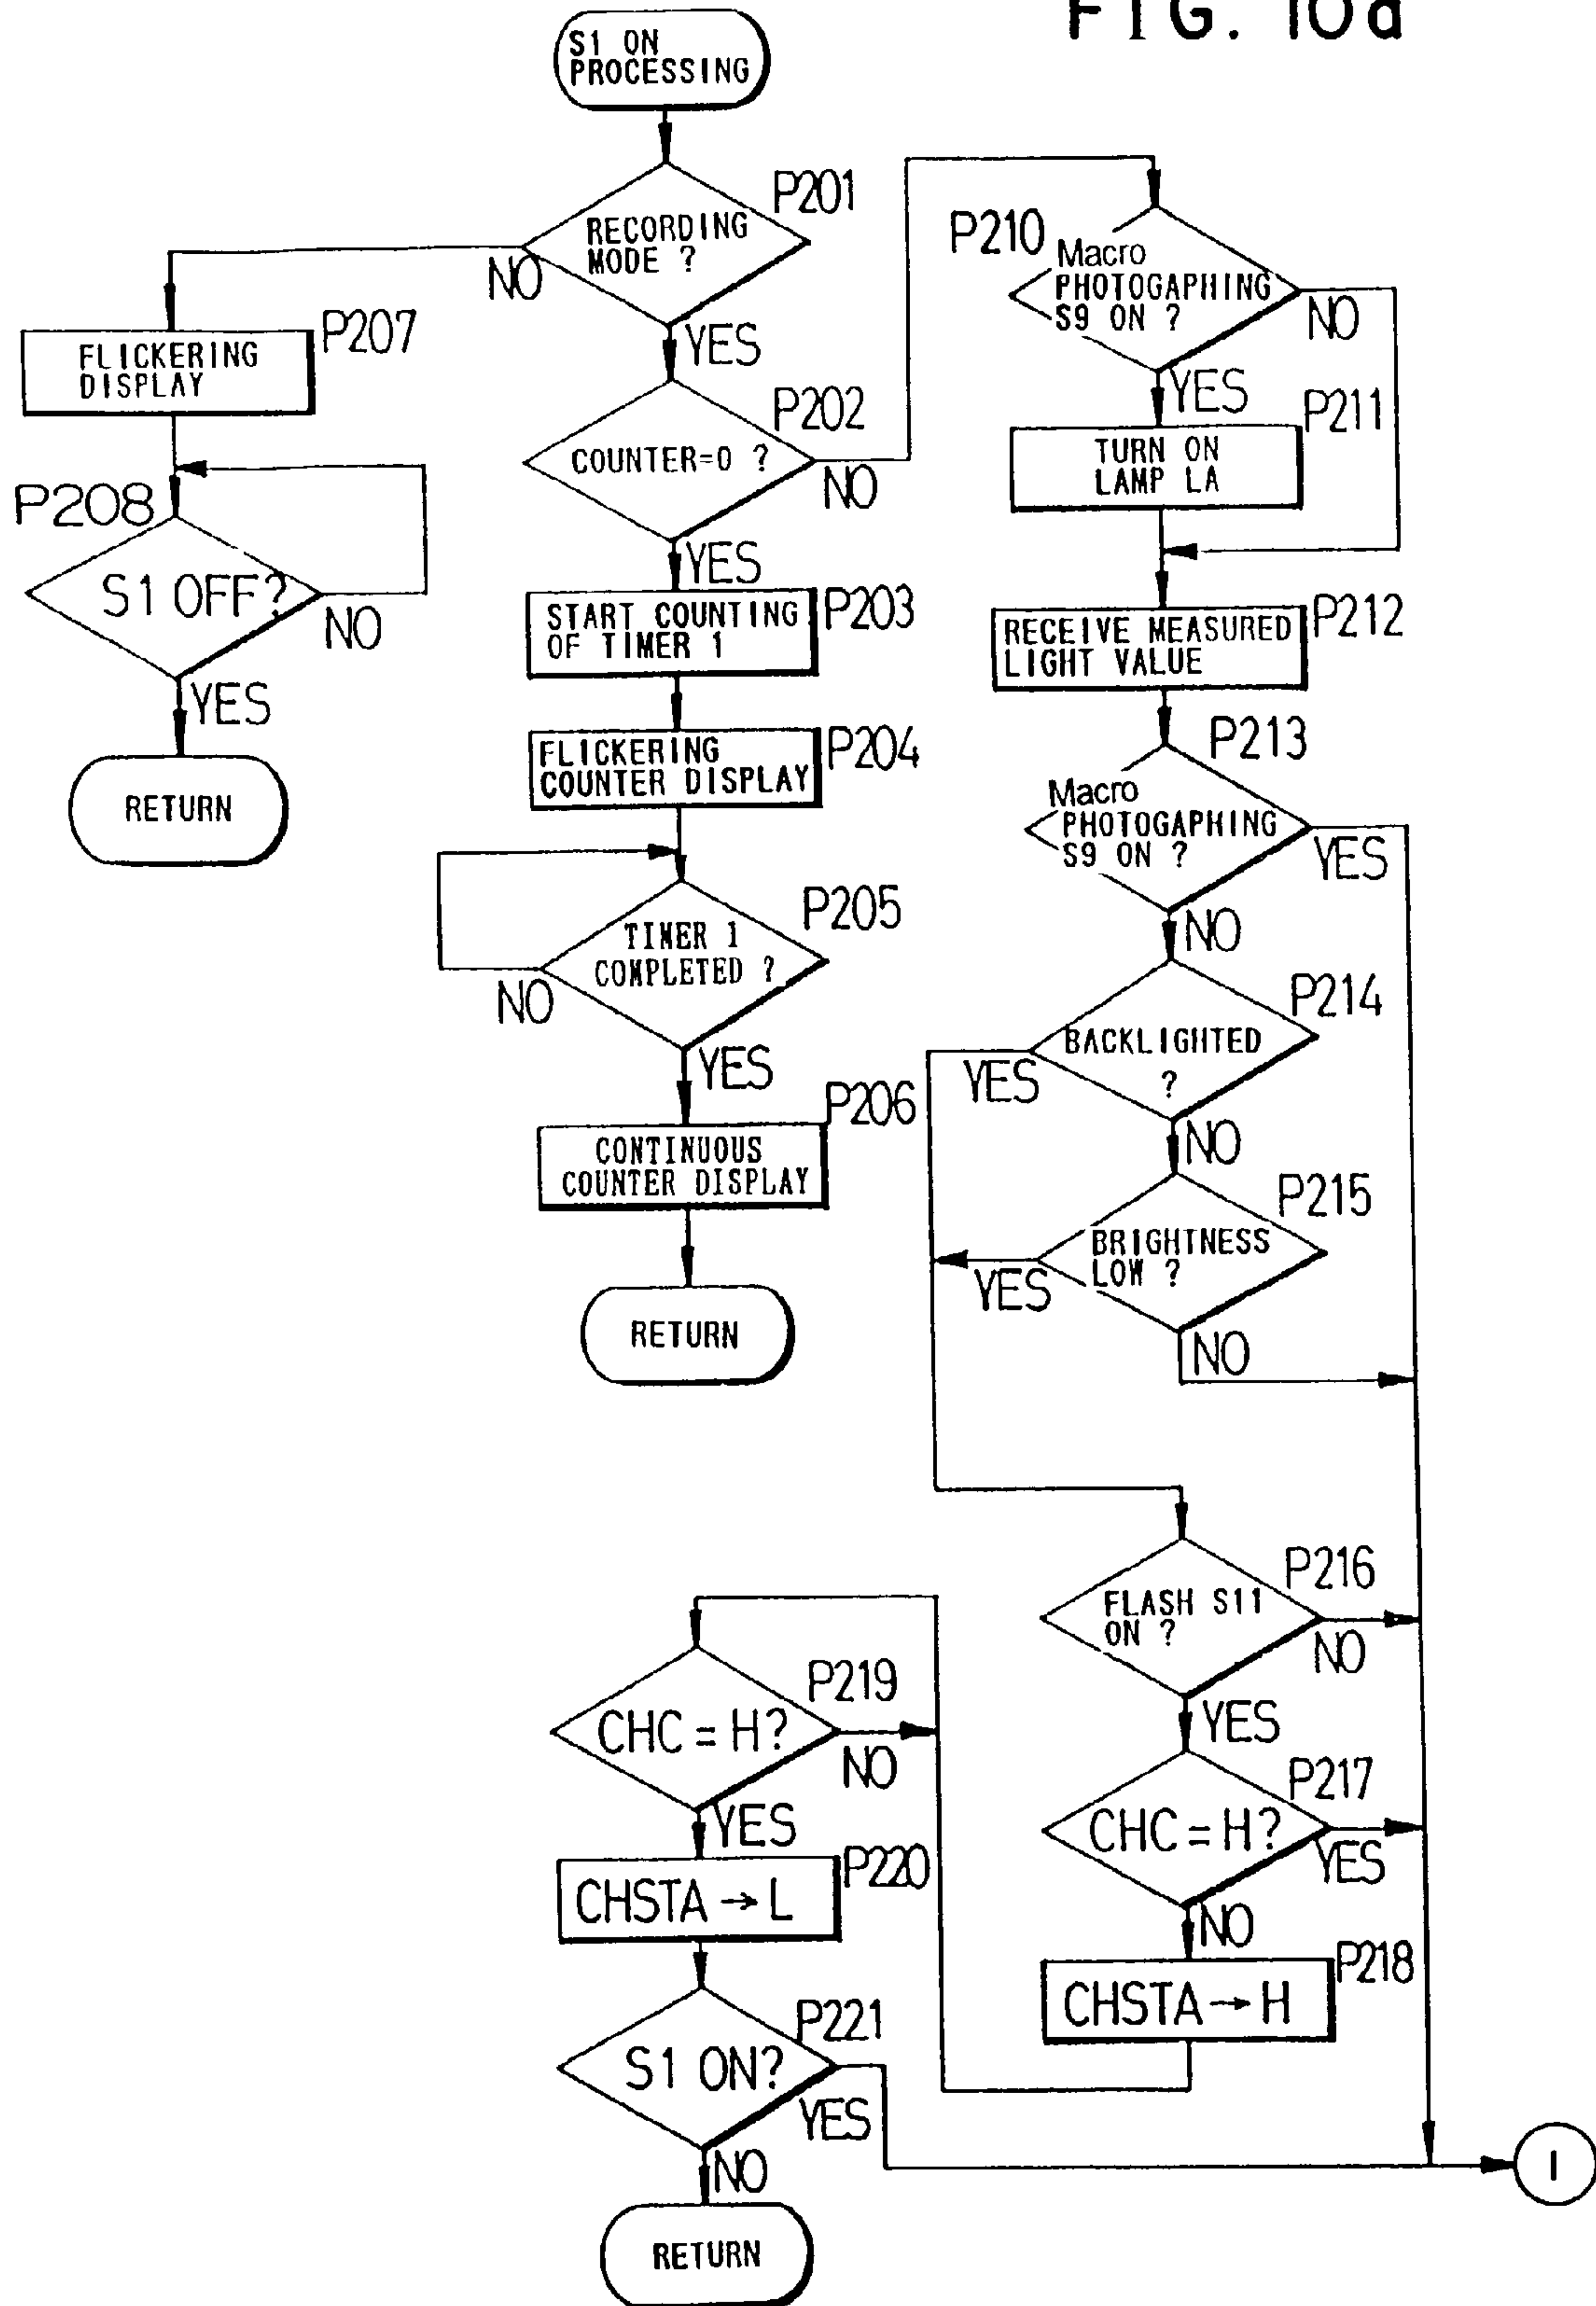 FIG. 10a
S1 ON
PROCESSING
P201
RECORDING
MODE ?
NO
YES
P207
FLICKERING
DISPLAY
P208
S1 OFF?
NO
YES
RETURN
P202
COUNTER=0 ?
NO
YES
P203
START COUNTING
OF TIMER 1
P204
FLICKERING
COUNTER DISPLAY
P205
TIMER 1
COMPLETED ?
NO
YES
P206
CONTINUOUS
COUNTER DISPLAY
RETURN
P210
Macro
PHOTOGAPHING
S9 ON ?
NO
YES
P211
TURN ON
LAMP LA
P212
RECEIVE MEASURED
LIGHT VALUE
P213
Macro
PHOTOGAPHING
S9 ON ?
YES
NO
P214
BACKLIGHTED
?
YES
NO
P215
BRIGHTNESS
LOW ?
YES
NO
P216
FLASH S11
ON ?
NO
YES
P217
CHC = H?
YES
NO
P218
CHSTA → H
P219
CHC = H?
NO
YES
P220
CHSTA → L
P221
S1 ON?
YES
NO
RETURN
I